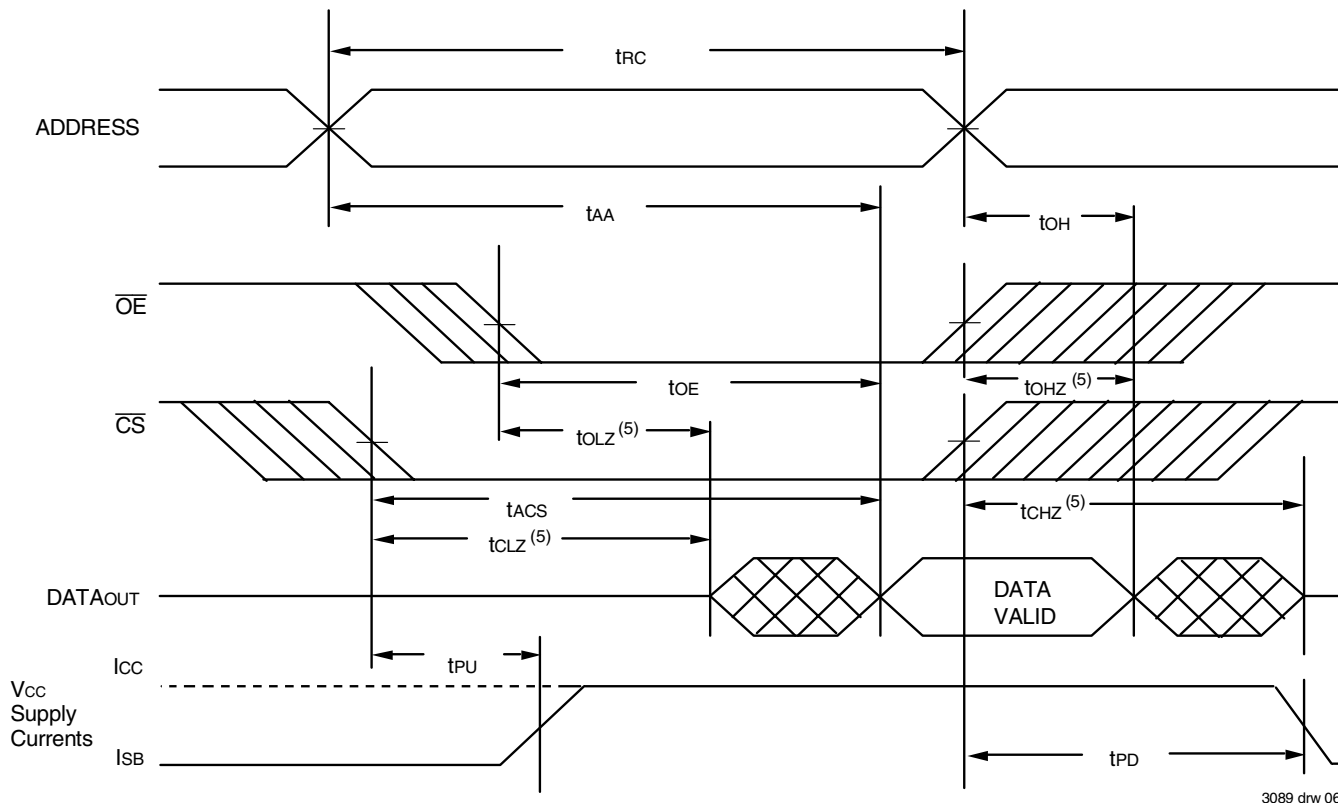 tRC
ADDRESS
tAA
tOH
OE
tOE
tOHZ (5)
CS
tOLZ (5)
tACS
tCHZ (5)
tCLZ (5)
DATAOUT
DATA
VALID
ICC
tPU
VCC
Supply
Currents
ISB
tPD
3089 drw 06